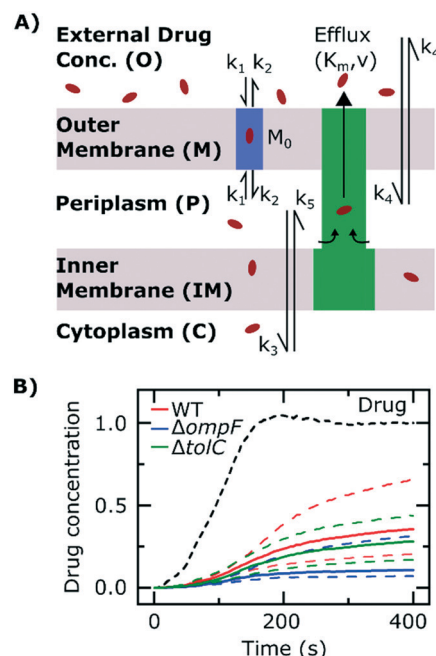 A)
External Drug
Conc. (O)
Efflux
(Km,v)
k1 k2
k4
Outer
Membrane (M)
M0
k1 k2
k5
k4
Periplasm (P)
Inner
Membrane (IM)
Cytoplasm (C)
k3
B)
Drug concentration
1.0
0.5
0.0
WT
ΔompF
ΔtolC
Drug
0 200 400
Time (s)